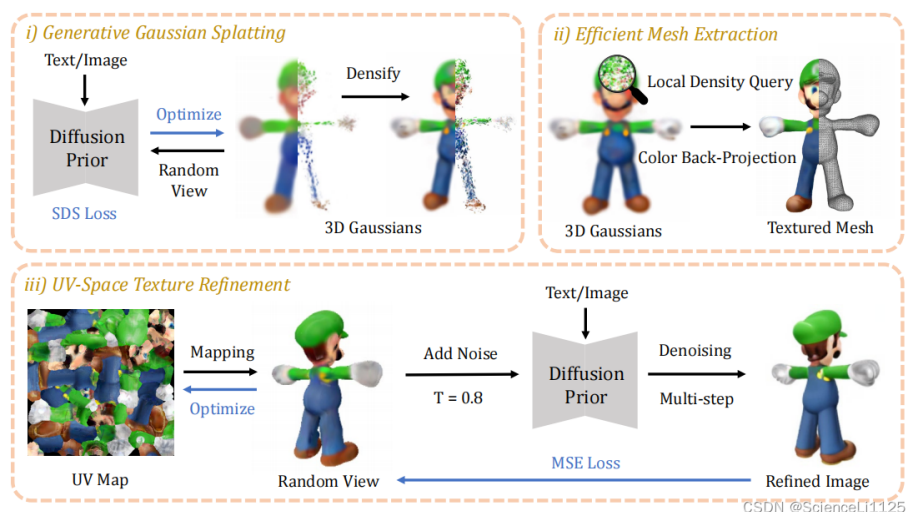 i) Generative Gaussian Splatting
Text/Image
Diffusion
Prior
SDS Loss
Optimize
Random
View
Densify
3D Gaussians
ii) Efficient Mesh Extraction
Local Density Query
Color Back-Projection
3D Gaussians
Textured Mesh
iii) UV-Space Texture Refinement
UV Map
Mapping
Optimize
Random View
Add Noise
T = 0.8
Text/Image
Diffusion
Prior
Denoising
Multi-step
MSE Loss
Refined Image
CSDN @ScienceLi1125